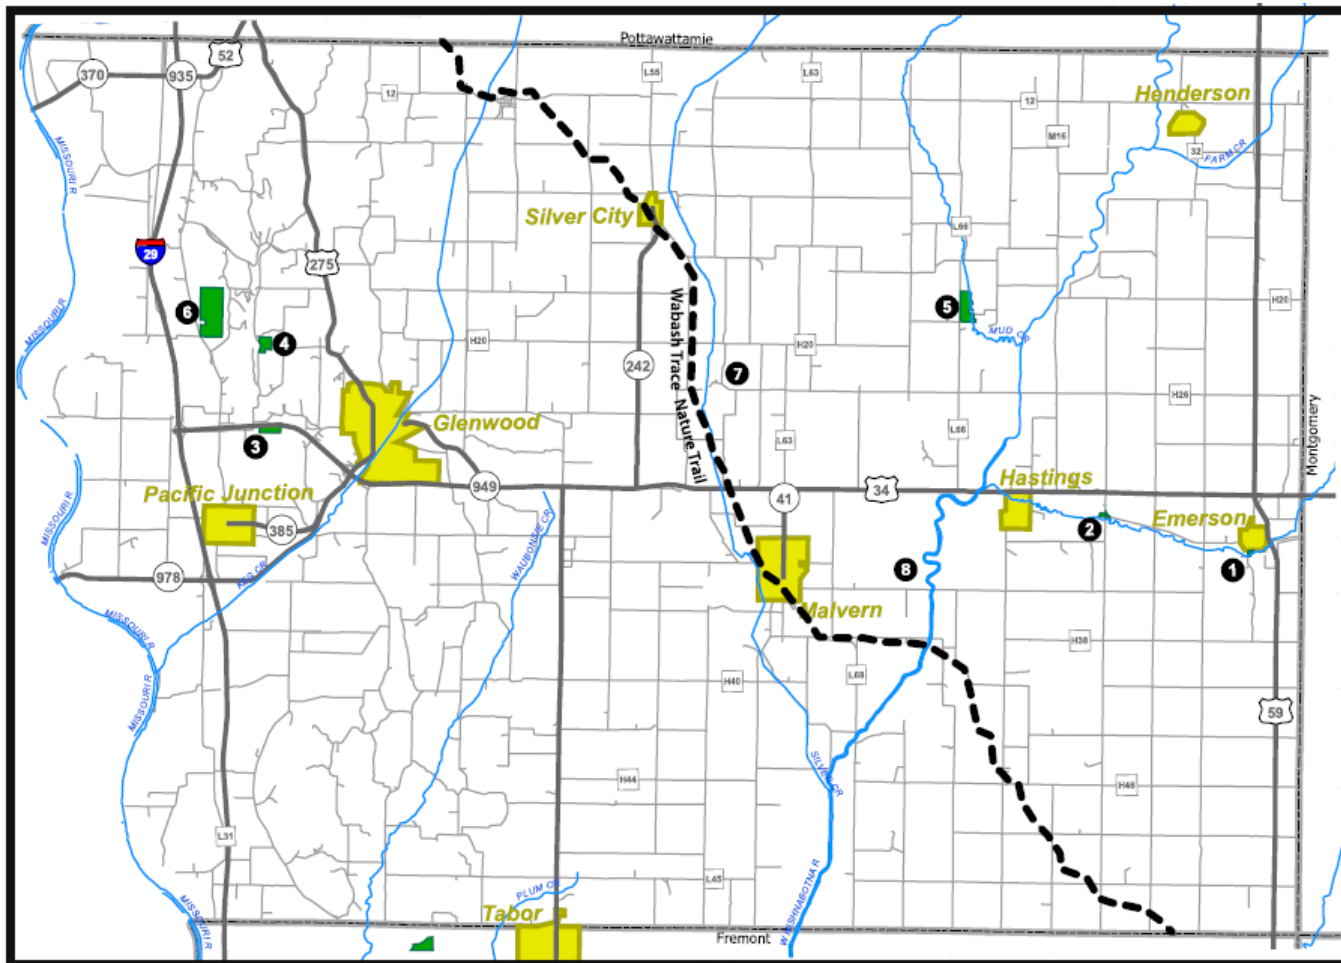 Pottawattamie
52
370
935
L55
L63
12
12
Henderson
M16
32
FARM CR
MISSOURI R
Silver City
L66
275
29
6
5
H20
MISSOURI R
4
H20
242
Wabash Trace Nature Trail
H20
MUD CR
7
H26
Glenwood
3
L63
L66
Montgomery
949
41
34
Hastings
Pacific Junction
MISSOURI R
385
WAUBONSIE CR
2
Emerson
978
KEG CR
8
1
Malvern
MISSOURI R
H38
L68
H40
MISSOURI R
59
SILVER CR
H44
H46
L31
W NISHNABOTNA R
L45
PLUM CR
Tabor
MISSOURI R
Fremont